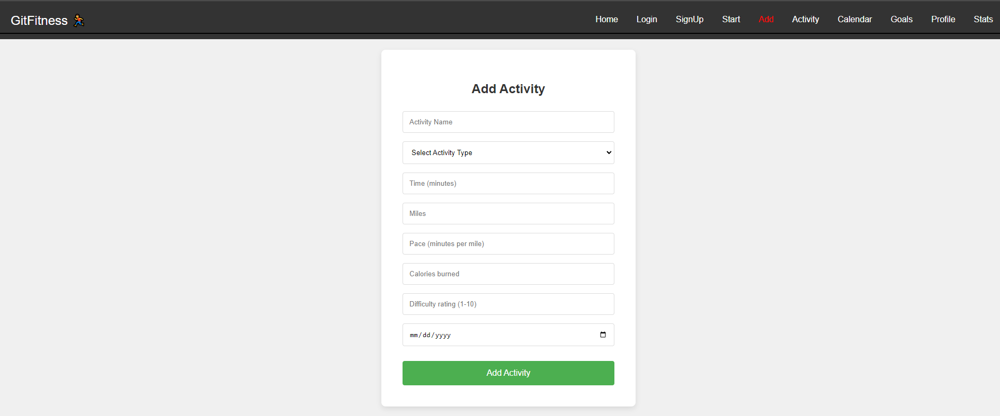 GitFitness 🏃
Home Login SignUp Start Add Activity Calendar Goals Profile Stats
Add Activity
Activity Name
Select Activity Type
Time (minutes)
Miles
Pace (minutes per mile)
Calories burned
Difficulty rating (1-10)
mm/dd/yyyy
Add Activity